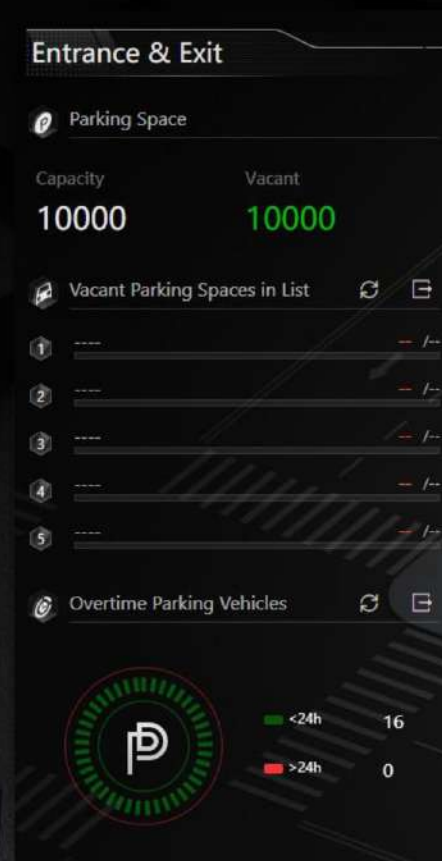 Entrance & Exit
Parking Space
Capacity Vacant
10000 10000
Vacant Parking Spaces in List
1 ---- -- /--
2 ---- -- /--
3 ---- -- /--
4 ---- -- /--
5 ---- -- /--
Overtime Parking Vehicles
<24h 16
>24h 0